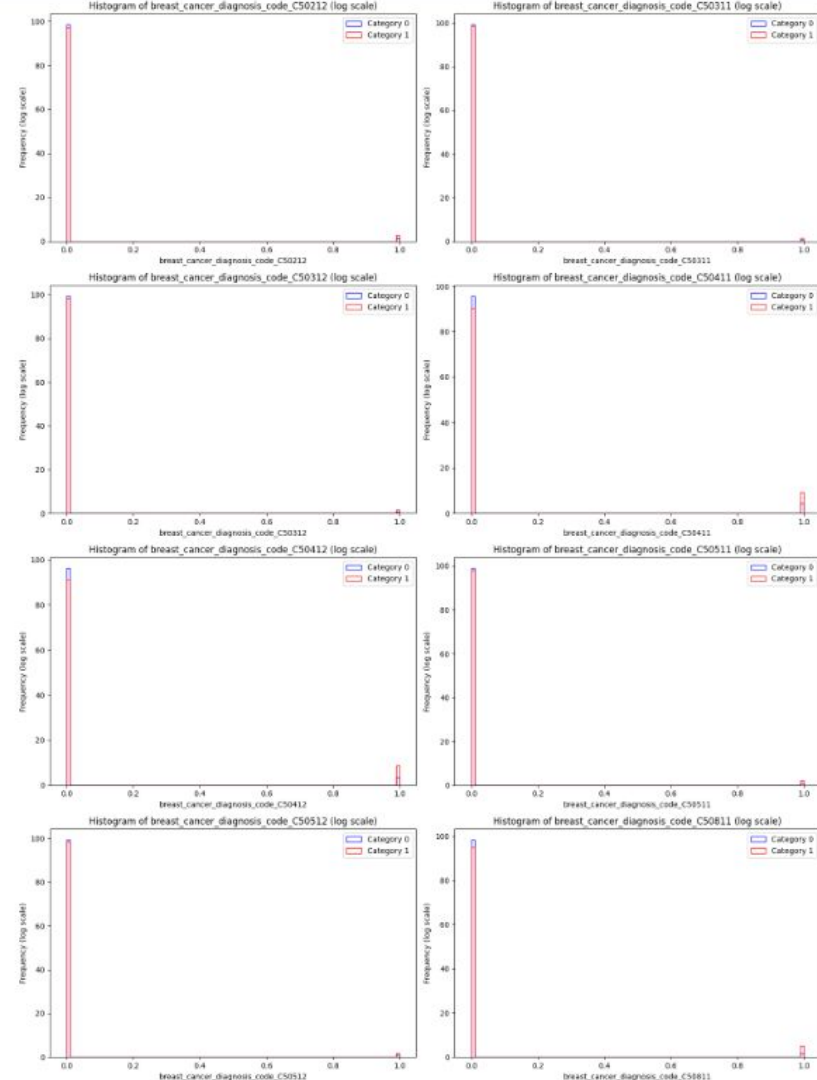 Histogram of breast_cancer_diagnosis_code_C50212 (log scale)
Category 0
Category 1
Frequency (log scale)
100
80
60
40
20
0
0.0 0.2 0.4 0.6 0.8 1.0
breast_cancer_diagnosis_code_C50212
Histogram of breast_cancer_diagnosis_code_C50311 (log scale)
Category 0
Category 1
Frequency (log scale)
100
80
60
40
20
0
0.0 0.2 0.4 0.6 0.8 1.0
breast_cancer_diagnosis_code_C50311
Histogram of breast_cancer_diagnosis_code_C50312 (log scale)
Category 0
Category 1
Frequency (log scale)
100
80
60
40
20
0
0.0 0.2 0.4 0.6 0.8 1.0
breast_cancer_diagnosis_code_C50312
Histogram of breast_cancer_diagnosis_code_C50411 (log scale)
Category 0
Category 1
Frequency (log scale)
100
80
60
40
20
0
0.0 0.2 0.4 0.6 0.8 1.0
breast_cancer_diagnosis_code_C50411
Histogram of breast_cancer_diagnosis_code_C50412 (log scale)
Category 0
Category 1
Frequency (log scale)
100
80
60
40
20
0
0.0 0.2 0.4 0.6 0.8 1.0
breast_cancer_diagnosis_code_C50412
Histogram of breast_cancer_diagnosis_code_C50511 (log scale)
Category 0
Category 1
Frequency (log scale)
100
80
60
40
20
0
0.0 0.2 0.4 0.6 0.8 1.0
breast_cancer_diagnosis_code_C50511
Histogram of breast_cancer_diagnosis_code_C50512 (log scale)
Category 0
Category 1
Frequency (log scale)
100
80
60
40
20
0
0.0 0.2 0.4 0.6 0.8 1.0
breast_cancer_diagnosis_code_C50512
Histogram of breast_cancer_diagnosis_code_C50811 (log scale)
Category 0
Category 1
Frequency (log scale)
100
80
60
40
20
0
0.0 0.2 0.4 0.6 0.8 1.0
breast_cancer_diagnosis_code_C50811